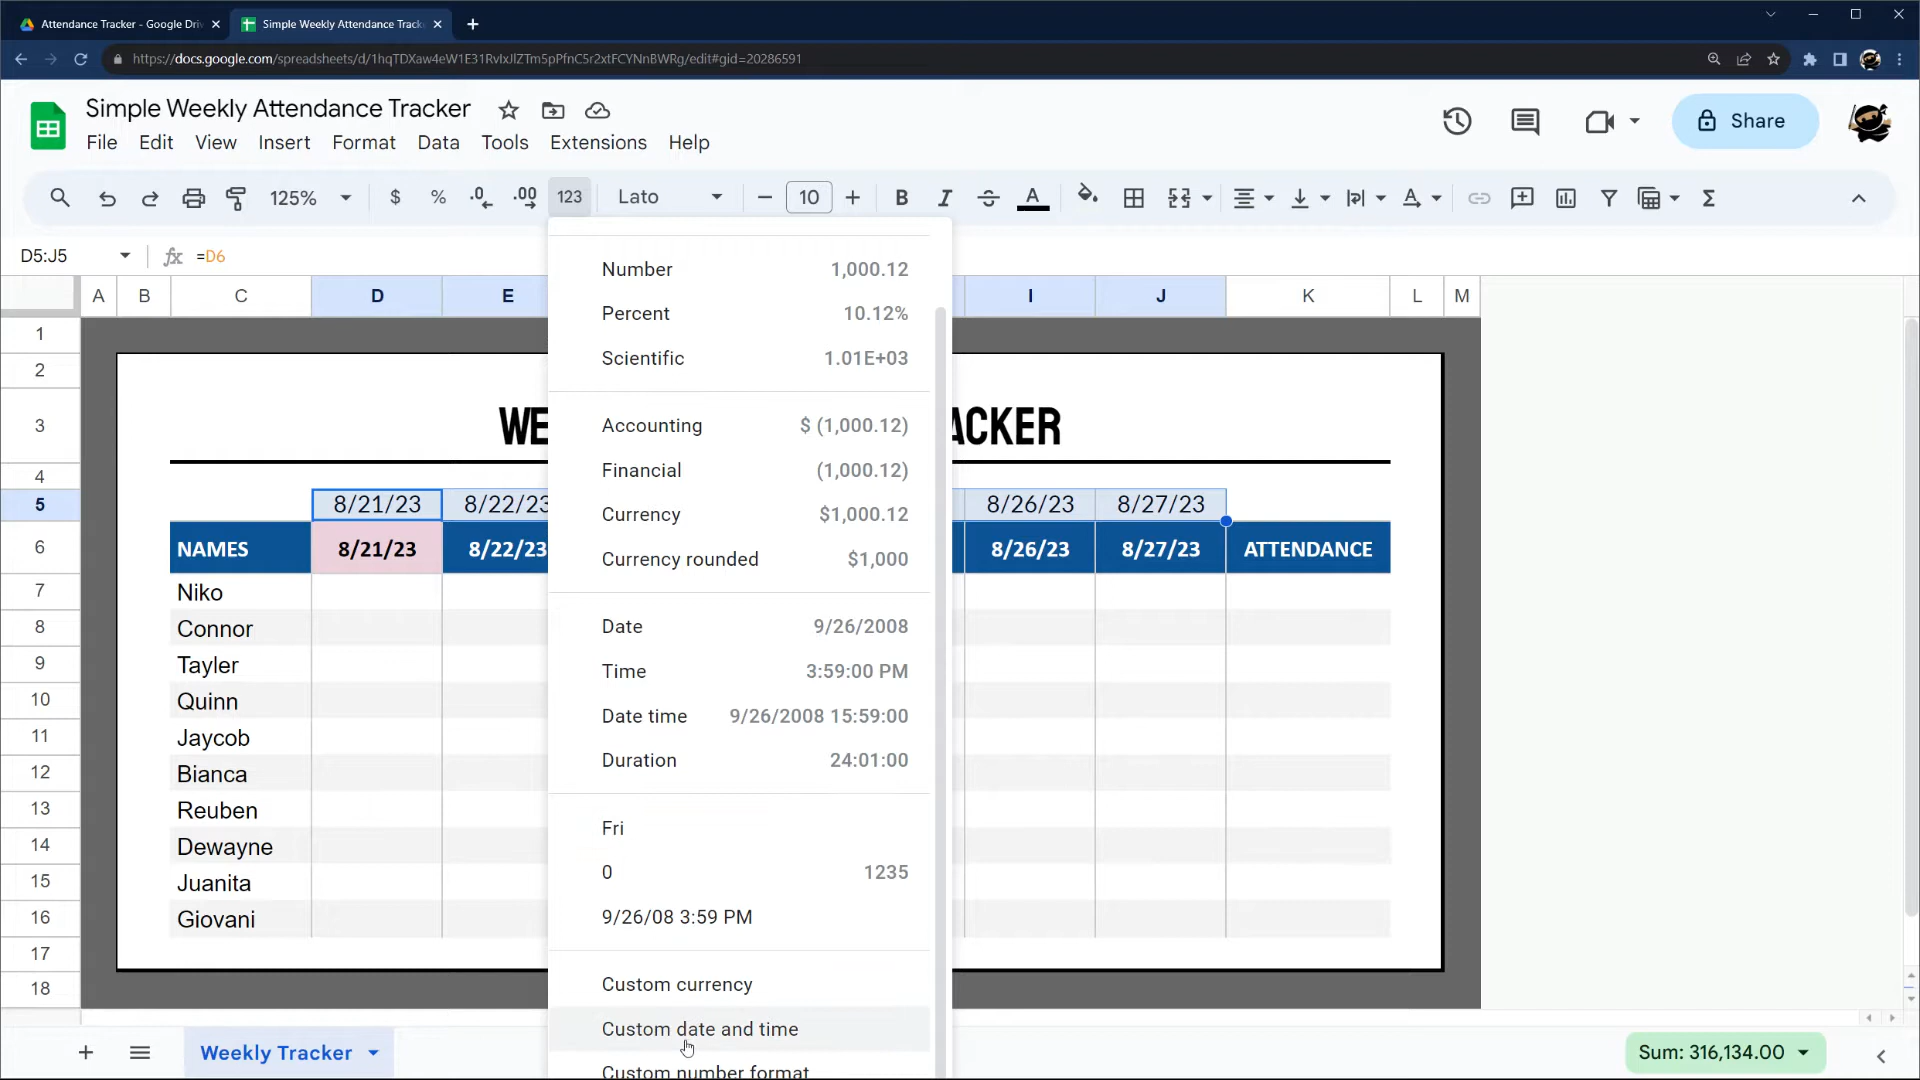 Attendance Tracker - Google Driv
Simple Weekly Attendance Track
https://docs.google.com/spreadsheets/d/1hqTDXaw4eW1E31RvIxJlZTm5pPfnC5r2xtFCYNnBWRg/edit#gid=20286591
Simple Weekly Attendance Tracker
File Edit View Insert Format Data Tools Extensions Help
Share
125% $ % .0 .00 123 Lato 10 B I A A Σ
D5:J5 fx =D6
A B C D E I J K L M
Number 1,000.12
Percent 10.12%
Scientific 1.01E+03
Accounting $ (1,000.12)
Financial (1,000.12)
Currency $1,000.12
Currency rounded $1,000
Date 9/26/2008
Time 3:59:00 PM
Date time 9/26/2008 15:59:00
Duration 24:01:00
Fri
0 1235
9/26/08 3:59 PM
Custom currency
Custom date and time
Custom number format
1
2
3 WE ACKER
4
5 8/21/23 8/22/23 8/26/23 8/27/23
6 NAMES 8/21/23 8/22/23 8/26/23 8/27/23 ATTENDANCE
7 Niko
8 Connor
9 Tayler
10 Quinn
11 Jaycob
12 Bianca
13 Reuben
14 Dewayne
15 Juanita
16 Giovani
17
18
Weekly Tracker
Sum: 316,134.00